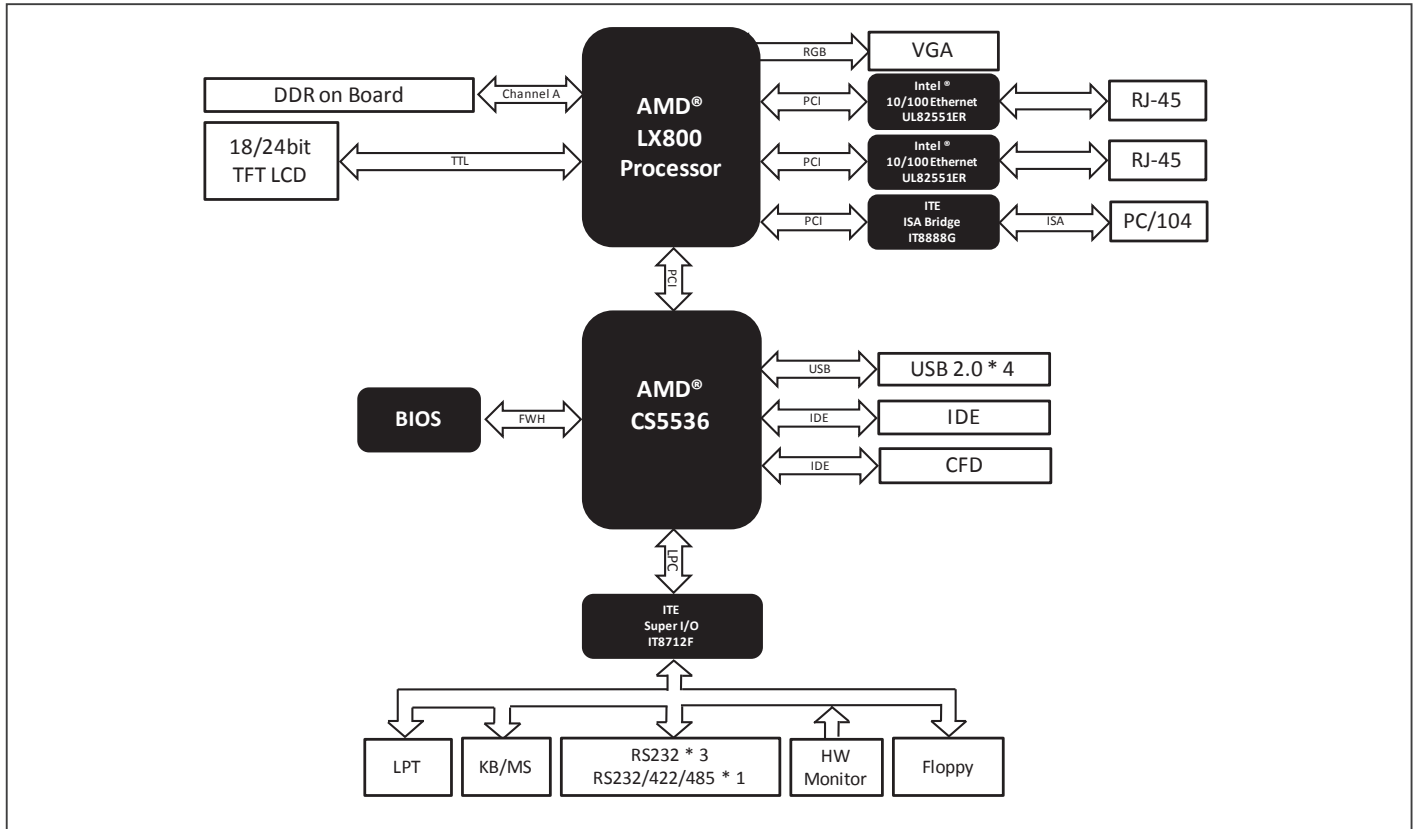 RGB
VGA
DDR on Board
Channel A
AMD®
LX800
Processor
PCI
Intel ®
10/100 Ethernet
UL82551ER
RJ-45
18/24bit
TFT LCD
TTL
PCI
Intel ®
10/100 Ethernet
UL82551ER
RJ-45
PCI
ITE
ISA Bridge
IT8888G
ISA
PC/104
PCI
AMD®
CS5536
USB
USB 2.0 * 4
BIOS
FWH
IDE
IDE
IDE
CFD
LPC
ITE
Super I/O
IT8712F
LPT
KB/MS
RS232 * 3
RS232/422/485 * 1
HW
Monitor
Floppy